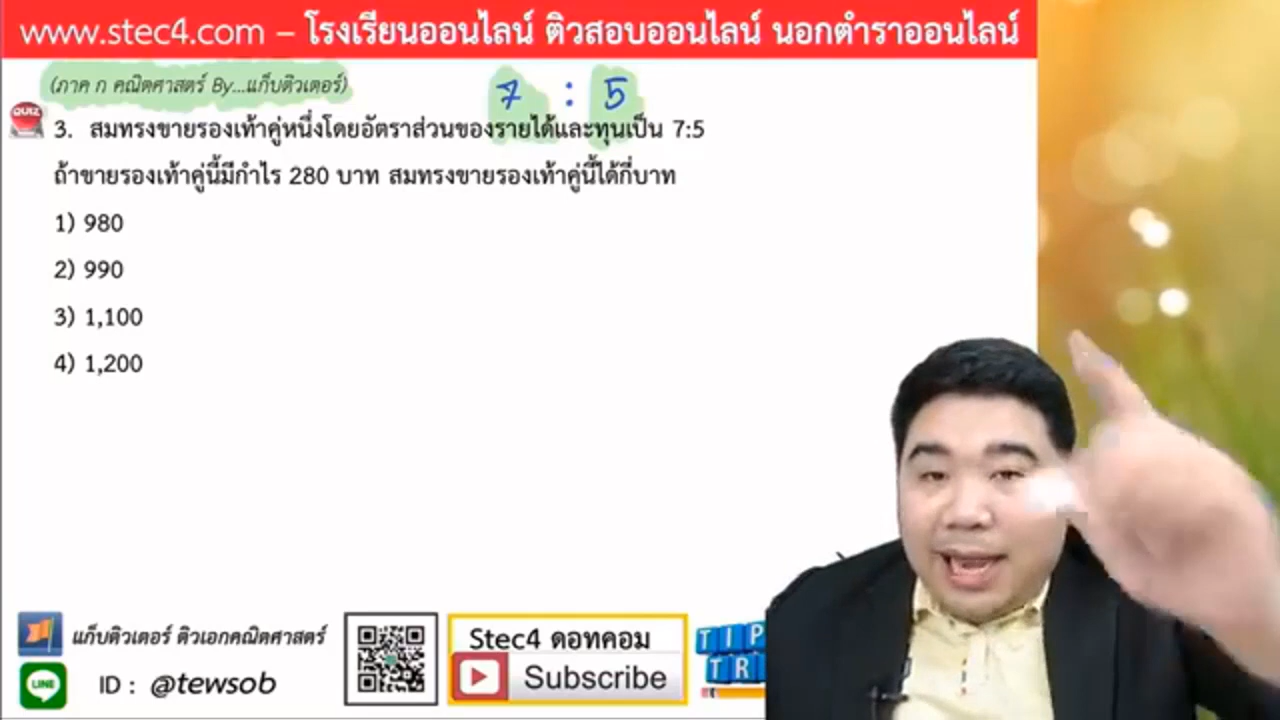 www.stec4.com – โรงเรียนออนไลน์ ติวสอบออนไลน์ นอกตำราออนไลน์
(ภาค ก คณิตศาสตร์ By...แก็บติวเตอร์)
7 : 5
QUIZ
3. สมทรงขายรองเท้าคู่หนึ่งโดยอัตราส่วนของรายได้และทุนเป็น 7:5
ถ้าขายรองเท้าคู่นี้มีกำไร 280 บาท สมทรงขายรองเท้าคู่นี้ได้กี่บาท
1) 980
2) 990
3) 1,100
4) 1,200
แก็บติวเตอร์ ติวเอกคณิตศาสตร์
LINE ID : @tewsob
Stec4 ดอทคอม
Subscribe
TIP
TRI